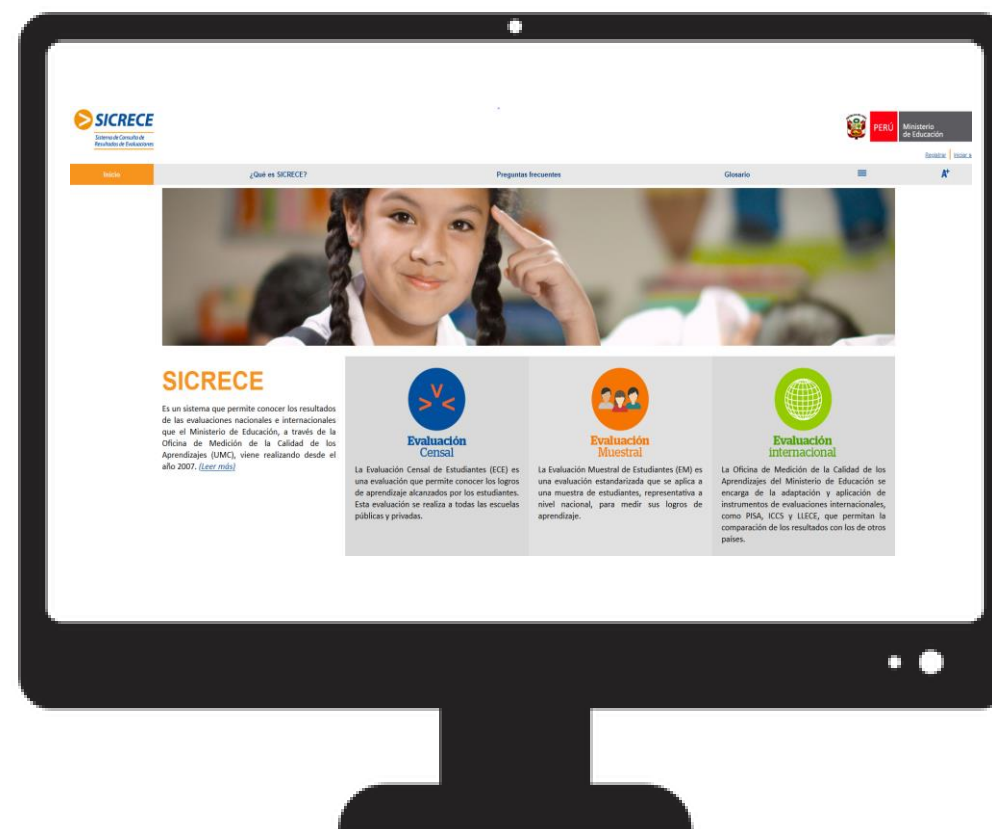 SICRECE
Sistema de Consulta de
Resultados de Evaluaciones
PERÚ
Ministerio
de Educación
Registrar
Iniciar s
Inicio
¿Qué es SICRECE?
Preguntas frecuentes
Glosario
A+
SICRECE
Es un sistema que permite conocer los resultados
de las evaluaciones nacionales e internacionales
que el Ministerio de Educación, a través de la
Oficina de Medición de la Calidad de los
Aprendizajes (UMC), viene realizando desde el
año 2007. (Leer más)
Evaluación
Censal
La Evaluación Censal de Estudiantes (ECE) es
una evaluación que permite conocer los logros
de aprendizaje alcanzados por los estudiantes.
Esta evaluación se realiza a todas las escuelas
públicas y privadas.
Evaluación
Muestral
La Evaluación Muestral de Estudiantes (EM) es
una evaluación estandarizada que se aplica a
una muestra de estudiantes, representativa a
nivel nacional, para medir sus logros de
aprendizaje.
Evaluación
internacional
La Oficina de Medición de la Calidad de los
Aprendizajes del Ministerio de Educación se
encarga de la adaptación y aplicación de
instrumentos de evaluaciones internacionales,
como PISA, ICCS y LLECE, que permitan la
comparación de los resultados con los de otros
países.